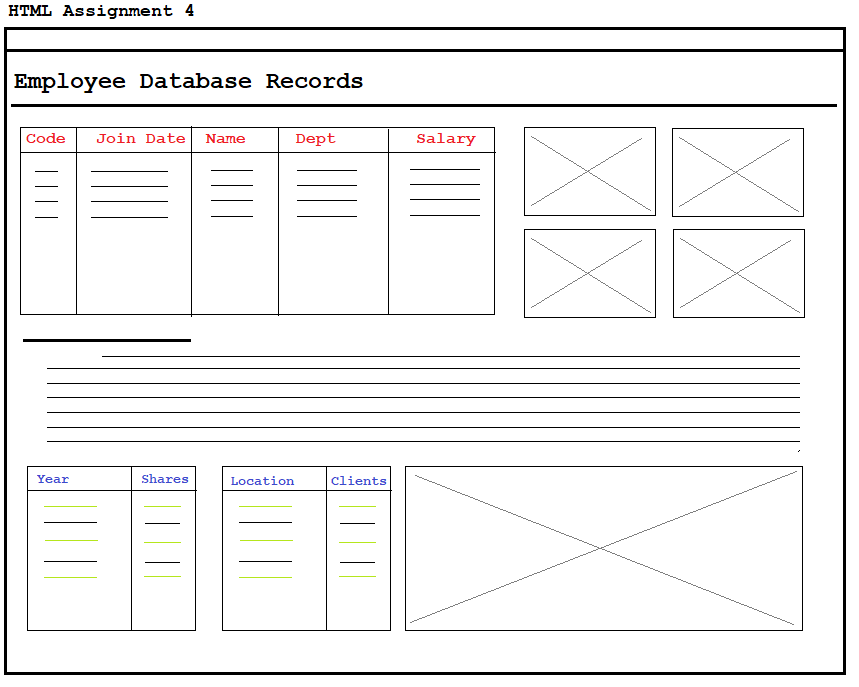 HTML Assignment 4
Employee Database Records
Code Join Date Name Dept Salary
Year Shares Location Clients